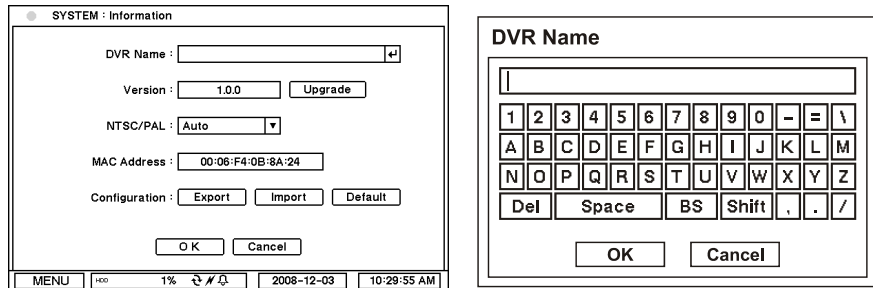 SYSTEM : Information
DVR Name :
Version : 1.0.0 Upgrade
NTSC/PAL : Auto
MAC Address : 00:06:F4:0B:8A:24
Configuration : Export Import Default
OK Cancel
MENU HDD 1% 2008-12-03 10:29:55 AM
DVR Name
1 2 3 4 5 6 7 8 9 0 - = \
A B C D E F G H I J K L M
N O P Q R S T U V W X Y Z
Del Space BS Shift , . /
OK Cancel